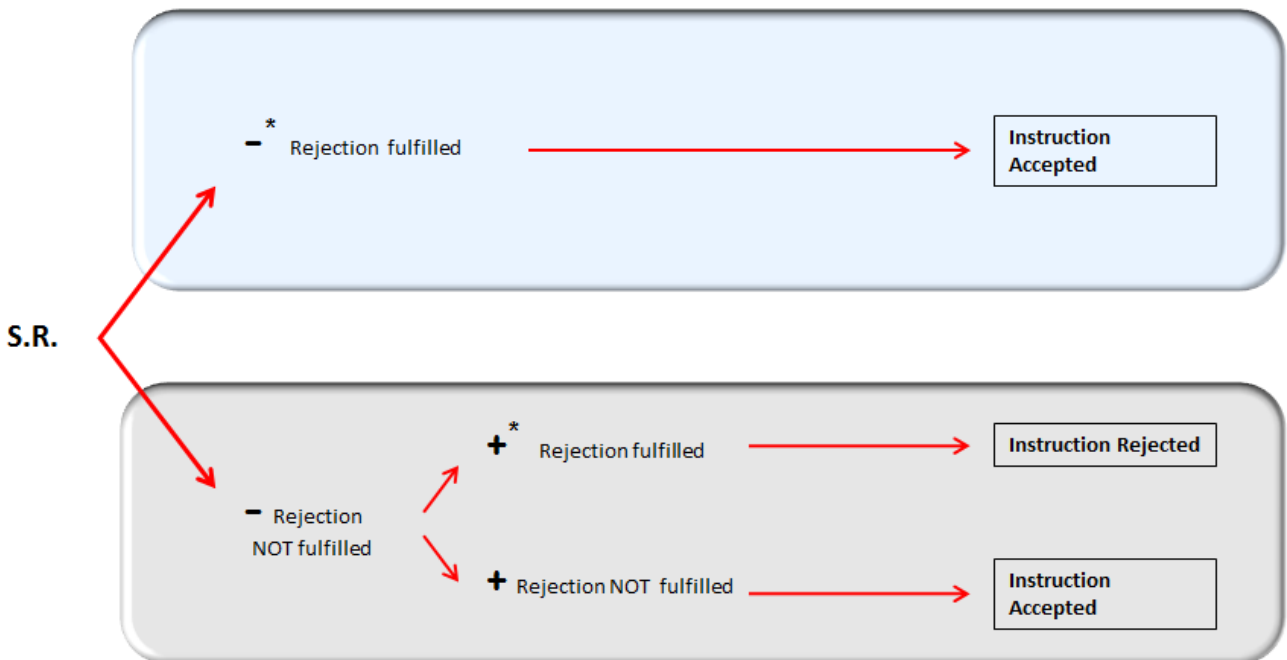 *
- Rejection fulfilled
Instruction
Accepted
S.R.
*
+ Rejection fulfilled
Instruction Rejected
- Rejection
NOT fulfilled
+ Rejection NOT fulfilled
Instruction
Accepted